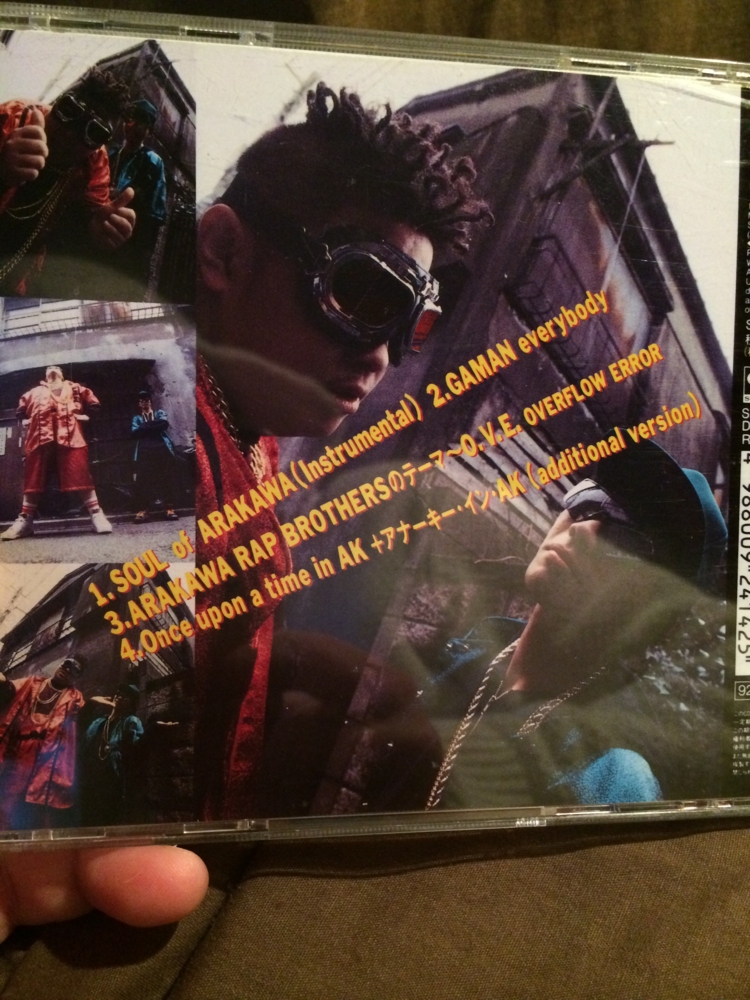 1.SOUL of ARAKAWA(Instrumental) 2.GAMAN everybody
3.ARAKAWA RAP BROTHERSのテーマ〜O.V.E. OVERFLOW ERROR
4.Once upon a time in AK +アナーキー・イン・AK (additional version)